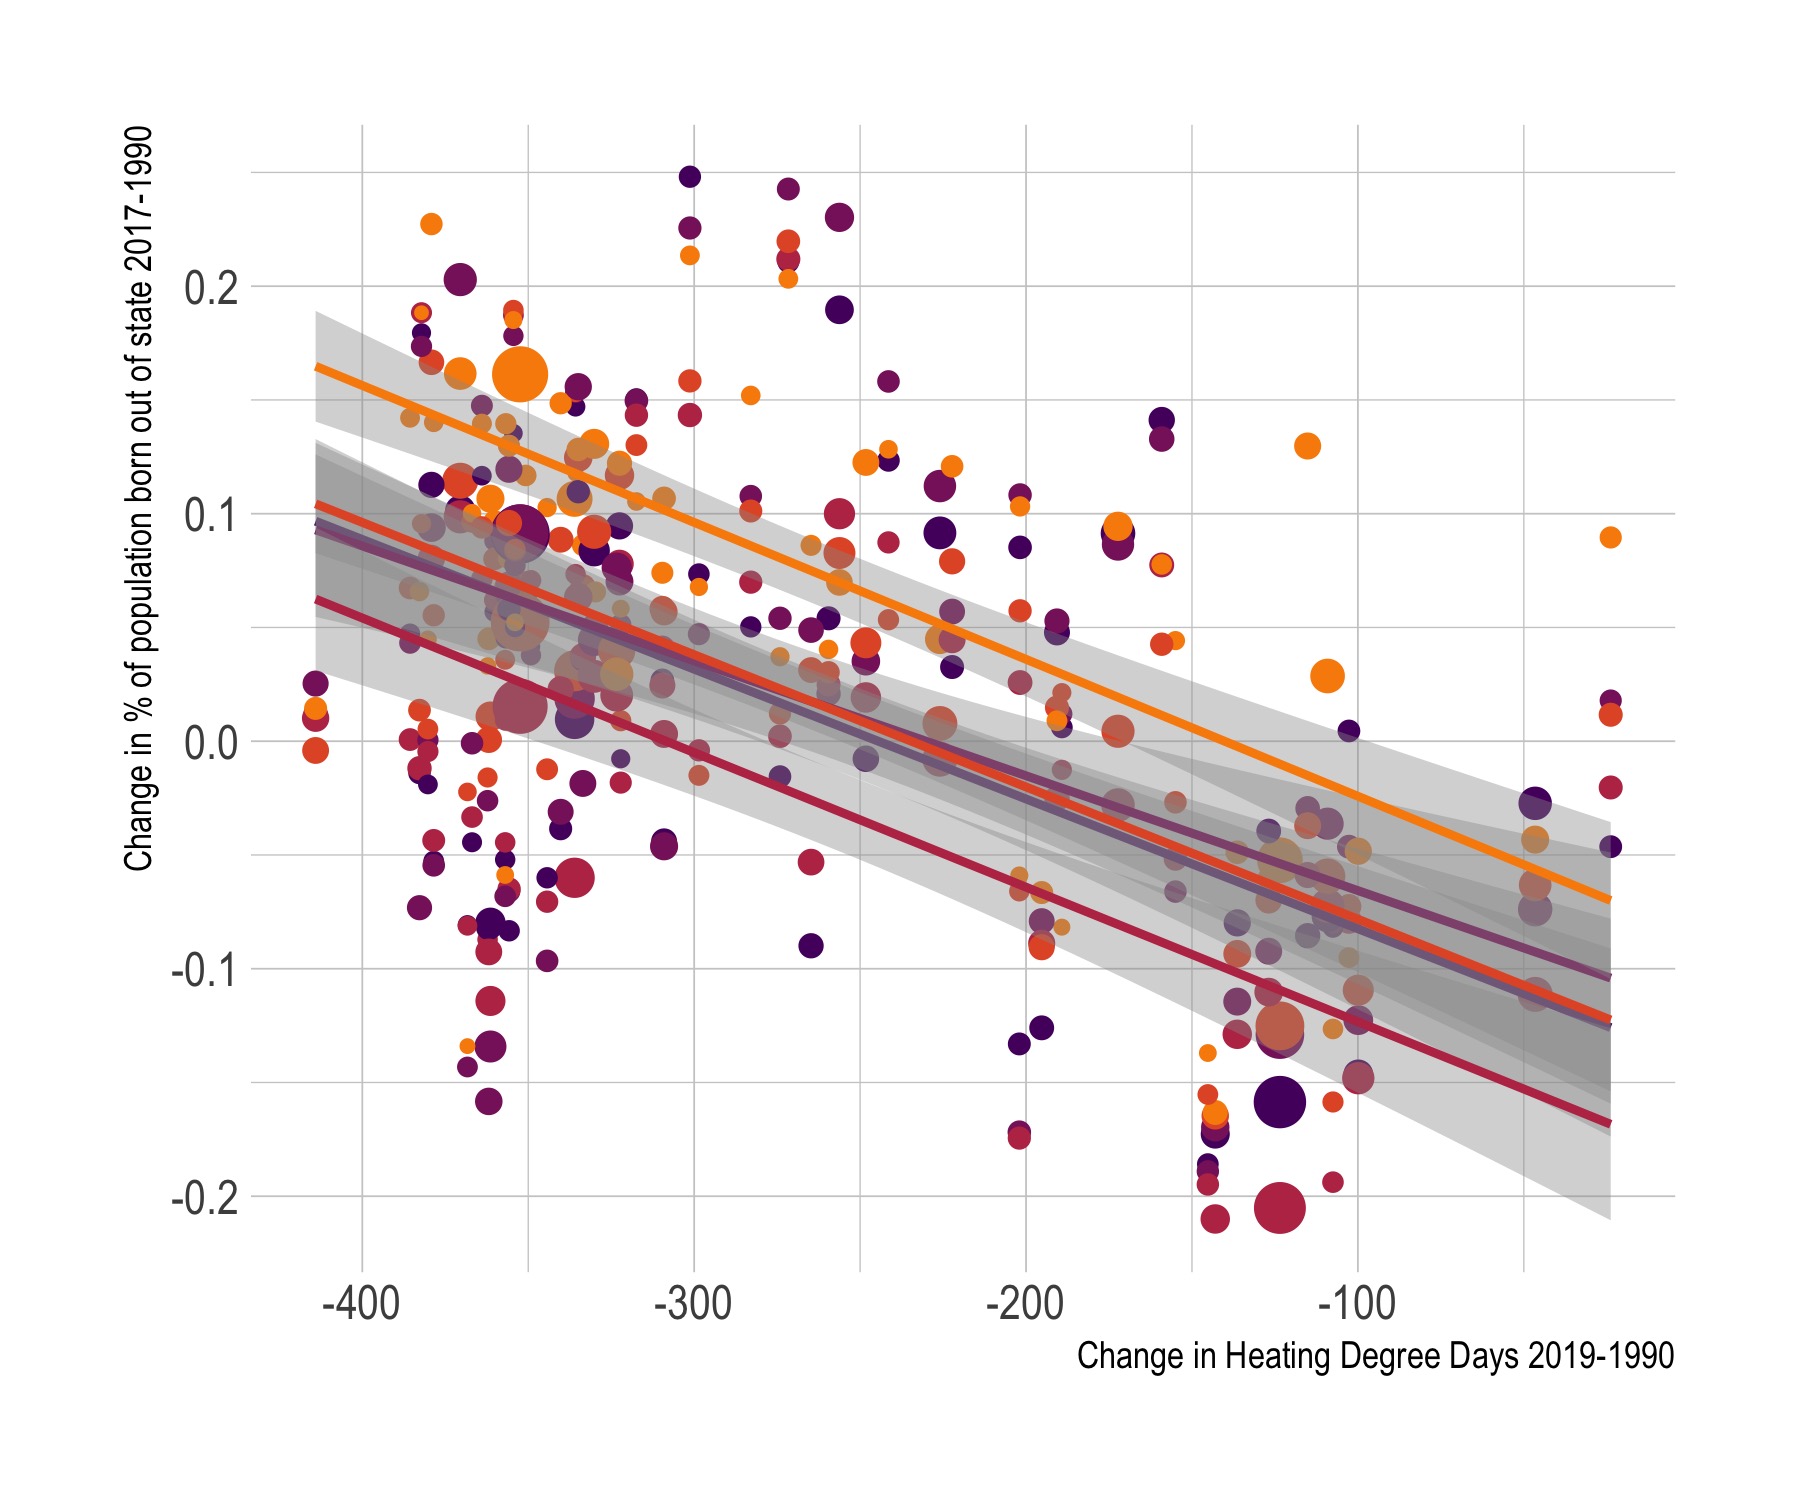 Change in % of population born out of state 2017-1990
0.2
0.1
0.0
-0.1
-0.2
-400 -300 -200 -100
Change in Heating Degree Days 2019-1990